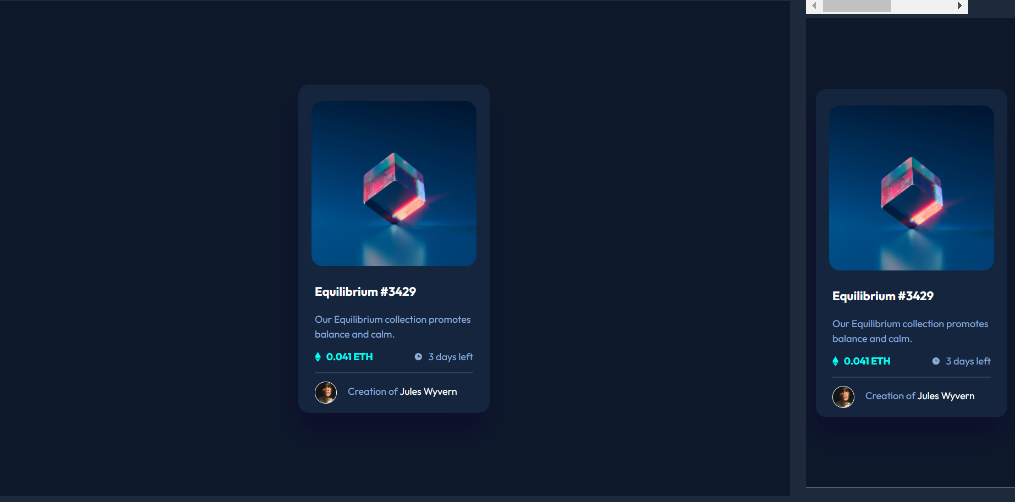 Equilibrium #3429
Our Equilibrium collection promotes
balance and calm.
0.041 ETH
3 days left
Creation of Jules Wyvern
Equilibrium #3429
Our Equilibrium collection promotes
balance and calm.
0.041 ETH
3 days left
Creation of Jules Wyvern